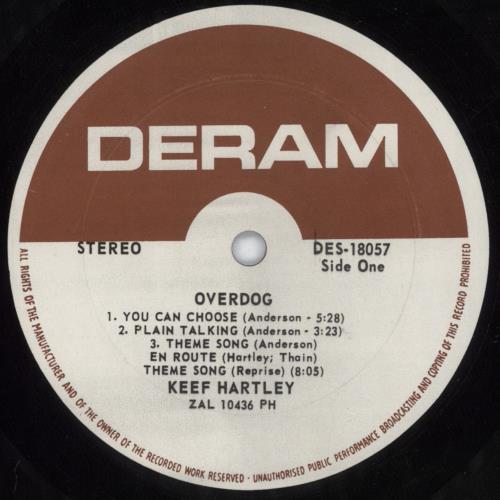 DERAM
STEREO
DES-18057
Side One
OVERDOG
1. YOU CAN CHOOSE (Anderson - 5:28)
2. PLAIN TALKING (Anderson - 3:23)
3. THEME SONG (Anderson)
EN ROUTE (Hartley; Thain)
THEME SONG (Reprise) (8:05)
KEEF HARTLEY
ZAL 10436 PH
ALL RIGHTS OF THE MANUFACTURER AND OF THE OWNER OF THE RECORDED WORK RESERVED · UNAUTHORISED PUBLIC PERFORMANCE BROADCASTING AND COPYING OF THIS RECORD PROHIBITED